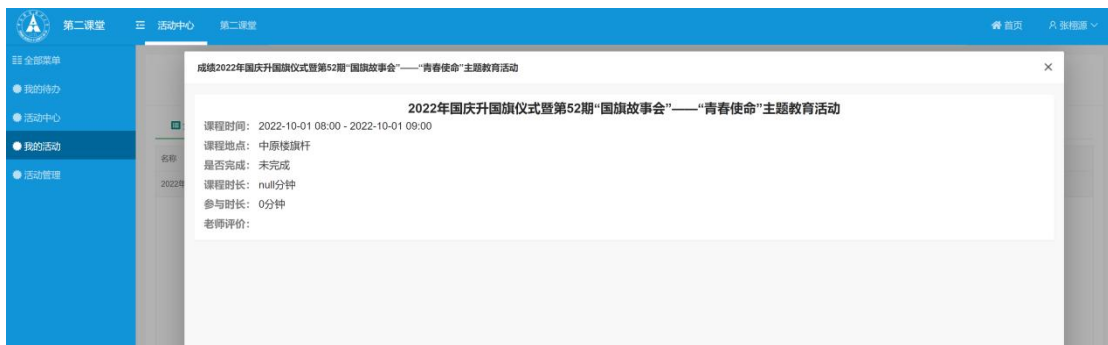 第二课堂 活动中心 第二课堂 首页 张栩源
全部菜单
我的待办
活动中心
我的活动
活动管理
成绩2022年国庆升国旗仪式暨第52期“国旗故事会”——“青春使命”主题教育活动 ×
2022年国庆升国旗仪式暨第52期“国旗故事会”——“青春使命”主题教育活动
课程时间： 2022-10-01 08:00 - 2022-10-01 09:00
课程地点： 中原楼旗杆
是否完成： 未完成
课程时长： null分钟
参与时长： 0分钟
老师评价：
名称
2022年